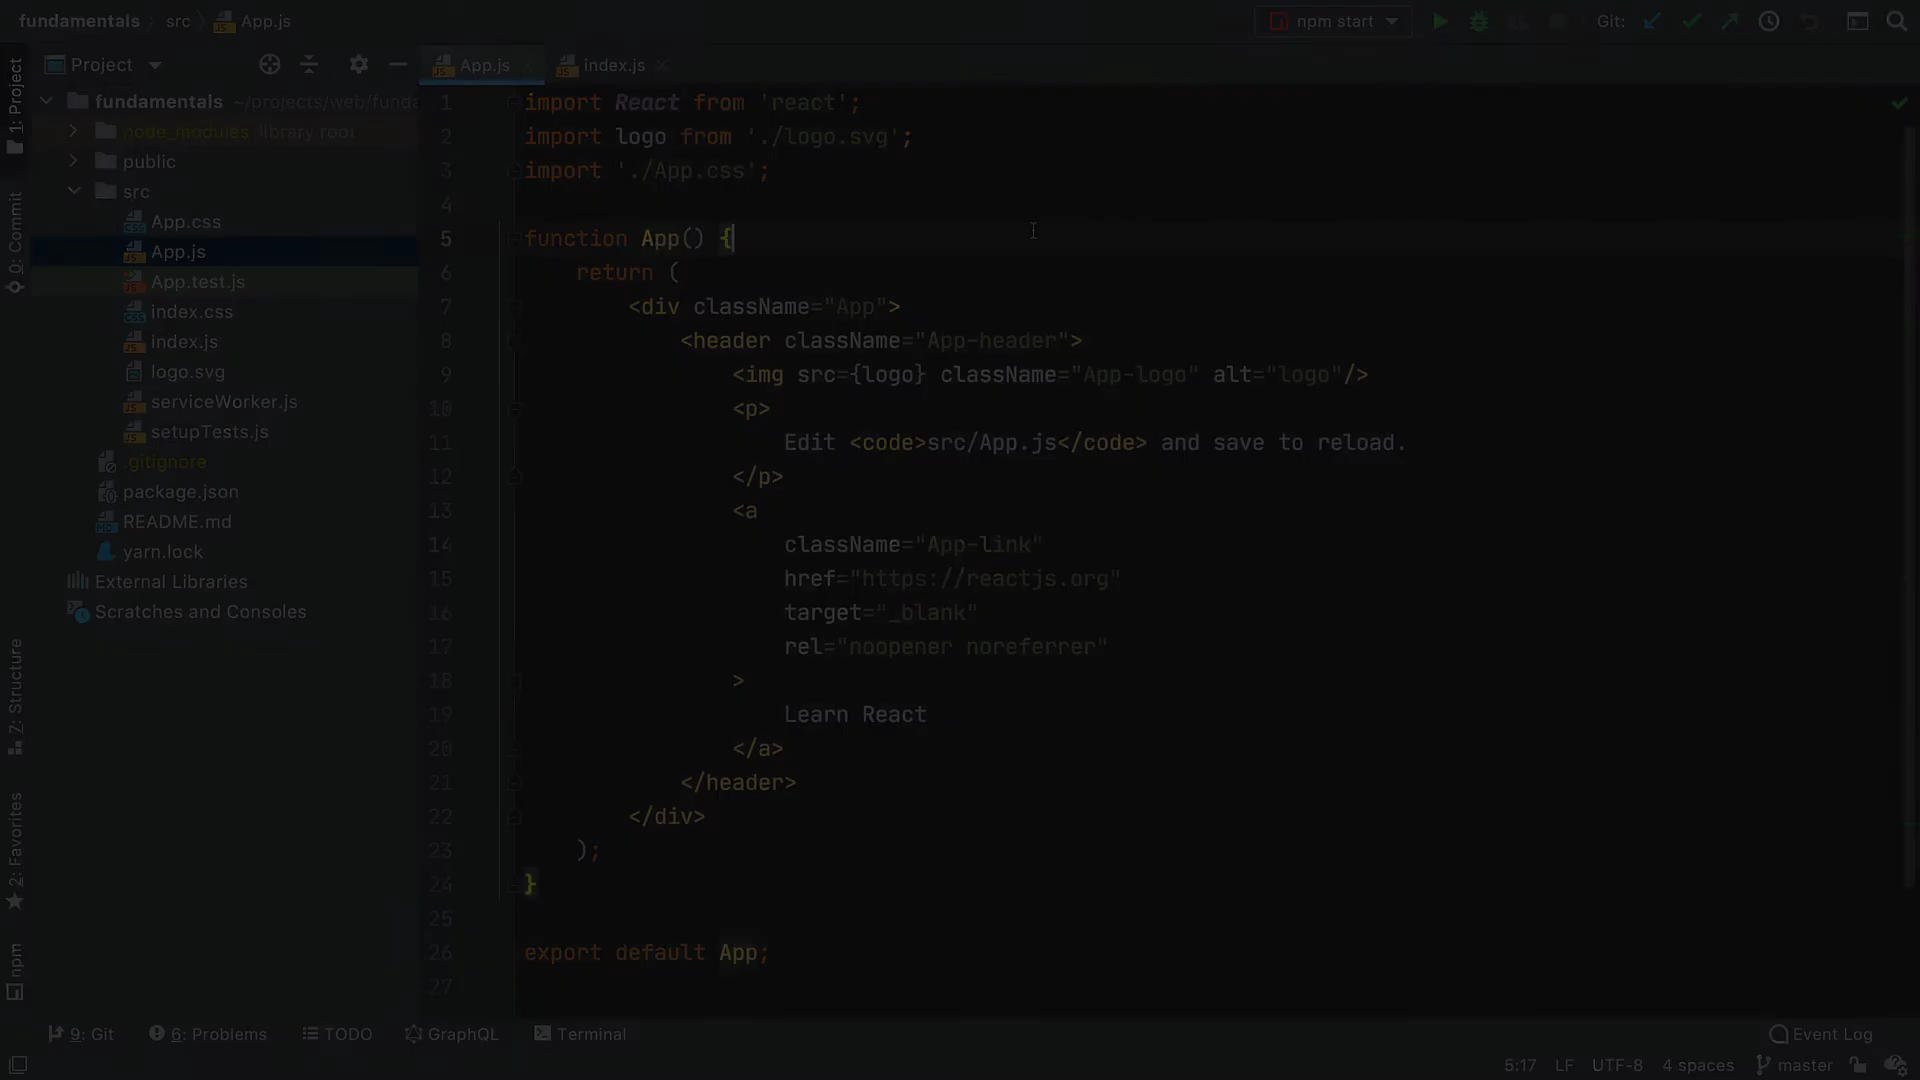 fundamentals src App.js
npm start Git:
1: Project
0: Commit
Z: Structure
2: Favorites
npm
Project
fundamentals ~/projects/web/funda
node_modules library root
public
src
App.css
App.js
App.test.js
index.css
index.js
logo.svg
serviceWorker.js
setupTests.js
.gitignore
package.json
README.md
yarn.lock
External Libraries
Scratches and Consoles
App.js index.js
1 import React from 'react';
2 import logo from './logo.svg';
3 import './App.css';
4
5 function App() {
6 return (
7 <div className="App">
8 <header className="App-header">
9 <img src={logo} className="App-logo" alt="logo"/>
10 <p>
11 Edit <code>src/App.js</code> and save to reload.
12 </p>
13 <a
14 className="App-link"
15 href="https://reactjs.org"
16 target="_blank"
17 rel="noopener noreferrer"
18 >
19 Learn React
20 </a>
21 </header>
22 </div>
23 );
24 }
25
26 export default App;
27
9: Git 6: Problems TODO GraphQL Terminal Event Log
5:17 LF UTF-8 4 spaces master